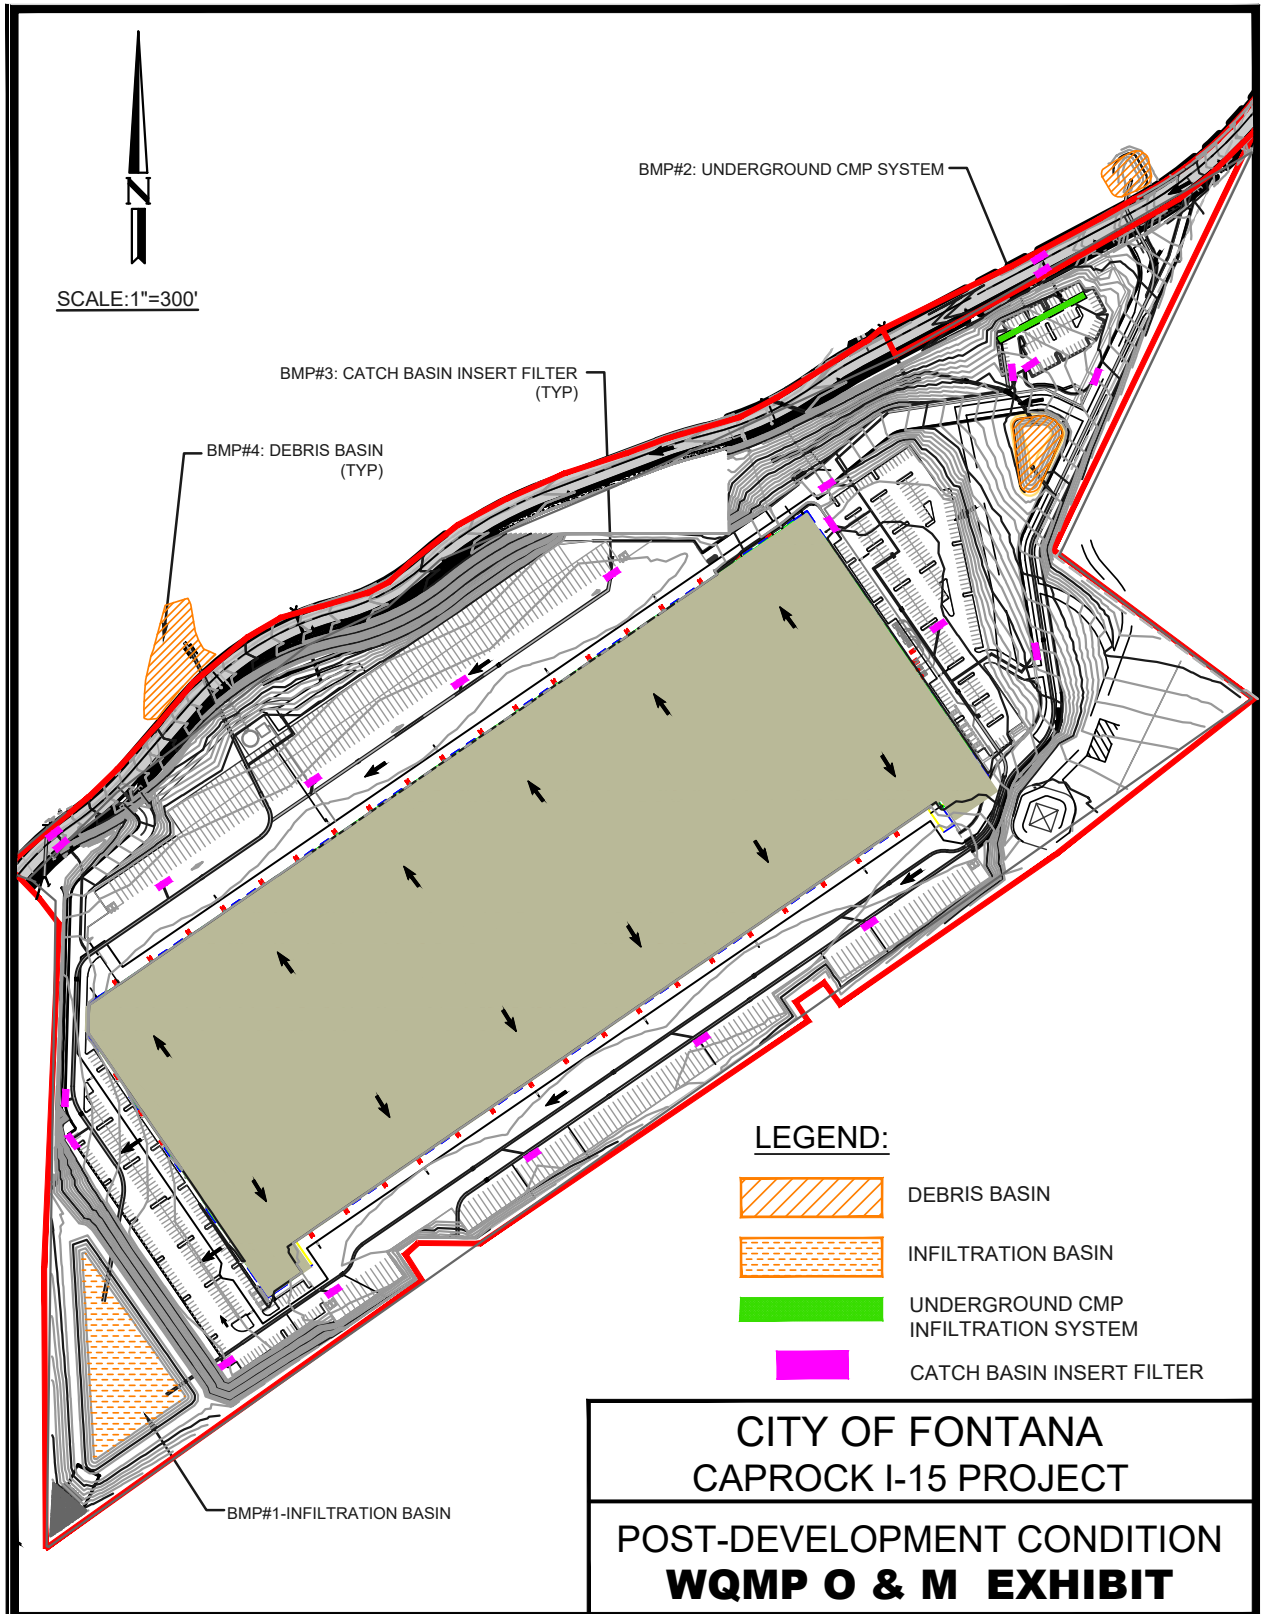 BMP#2: UNDERGROUND CMP SYSTEM
N
SCALE:1"=300'
BMP#3: CATCH BASIN INSERT FILTER
(TYP)
BMP#4: DEBRIS BASIN
(TYP)
LEGEND:
DEBRIS BASIN
INFILTRATION BASIN
UNDERGROUND CMP
INFILTRATION SYSTEM
CATCH BASIN INSERT FILTER
BMP#1-INFILTRATION BASIN
CITY OF FONTANA
CAPROCK I-15 PROJECT
POST-DEVELOPMENT CONDITION
WQMP O & M EXHIBIT